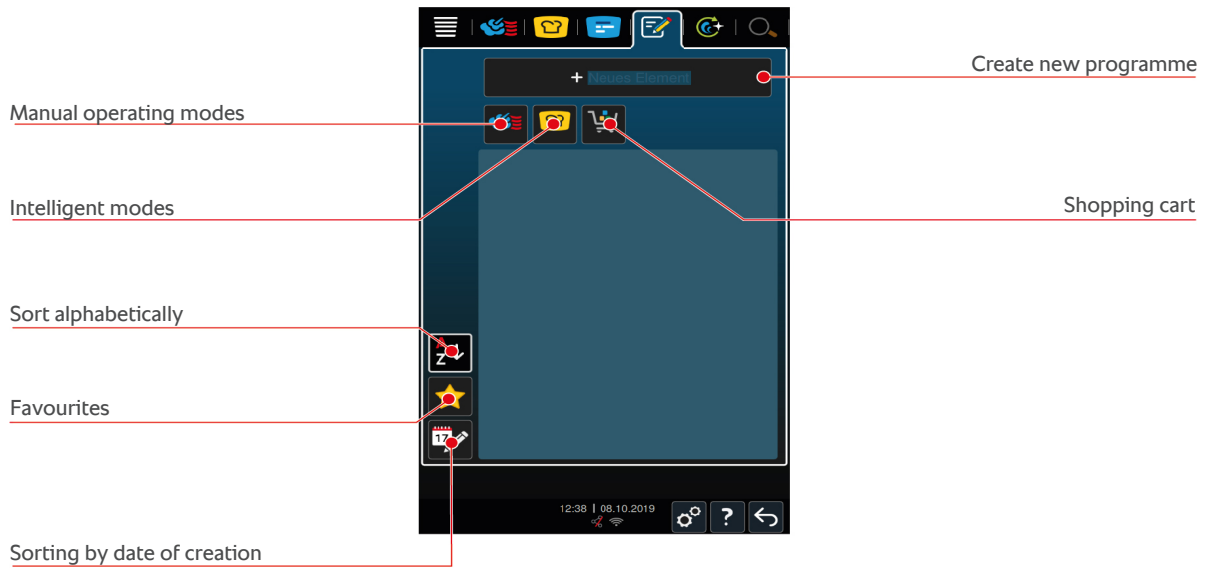 Create new programme
+ Neues Element
Manual operating modes
Intelligent modes
Shopping cart
Sort alphabetically
A
Z
Favourites
17
12:38 | 08.10.2019
?
Sorting by date of creation